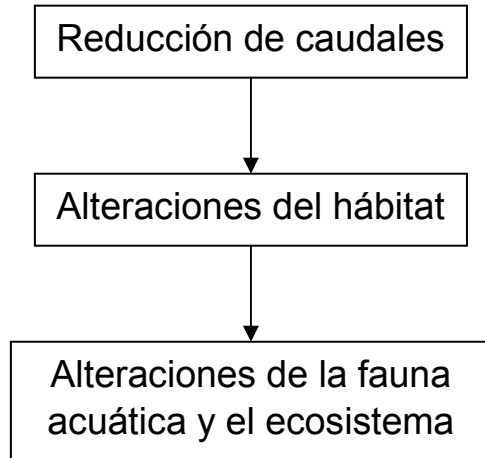 Reducción de caudales
Alteraciones del hábitat
Alteraciones de la fauna
acuática y el ecosistema